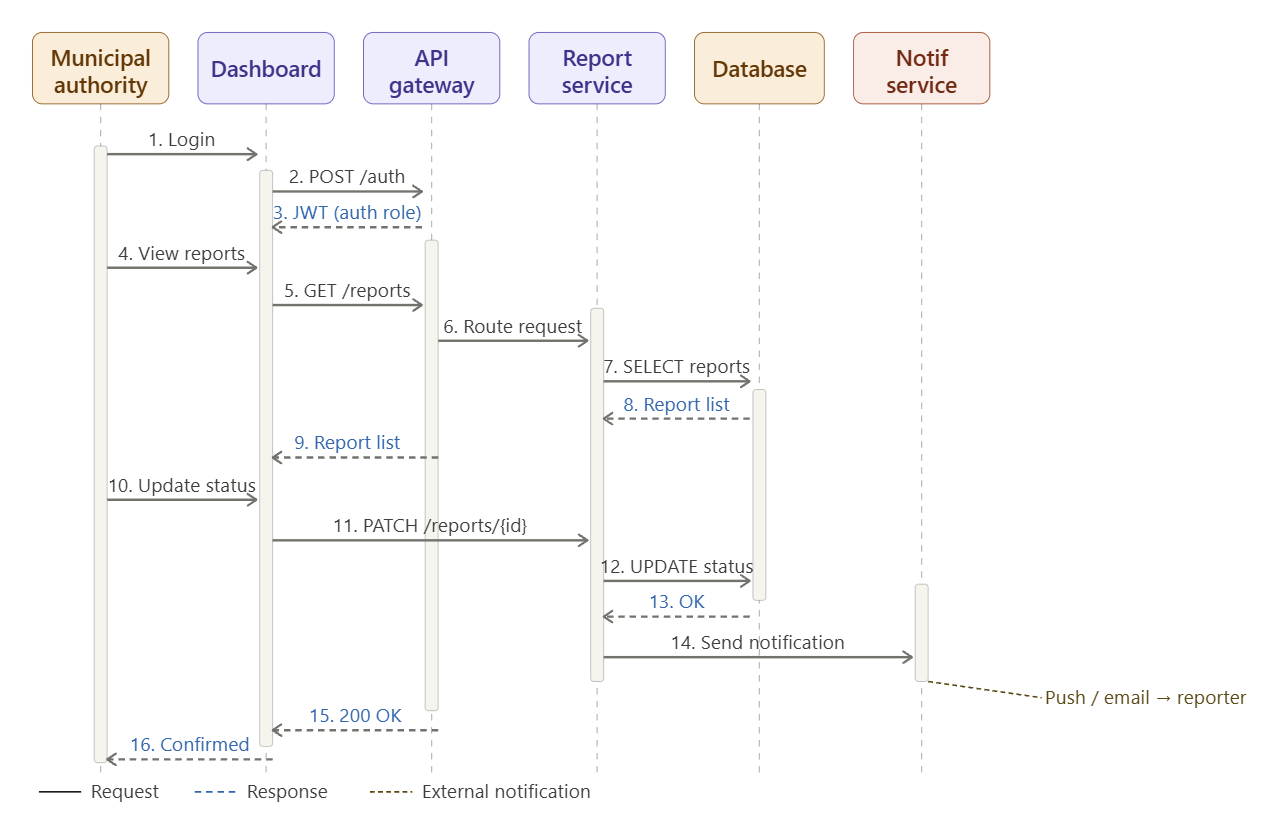 Municipal
authority
Dashboard
API
gateway
Report
service
Database
Notif
service
1. Login
2. POST /auth
3. JWT (auth role)
4. View reports
5. GET /reports
6. Route request
7. SELECT reports
8. Report list
9. Report list
10. Update status
11. PATCH /reports/{id}
12. UPDATE status
13. OK
14. Send notification
Push / email → reporter
15. 200 OK
16. Confirmed
Request
Response
External notification